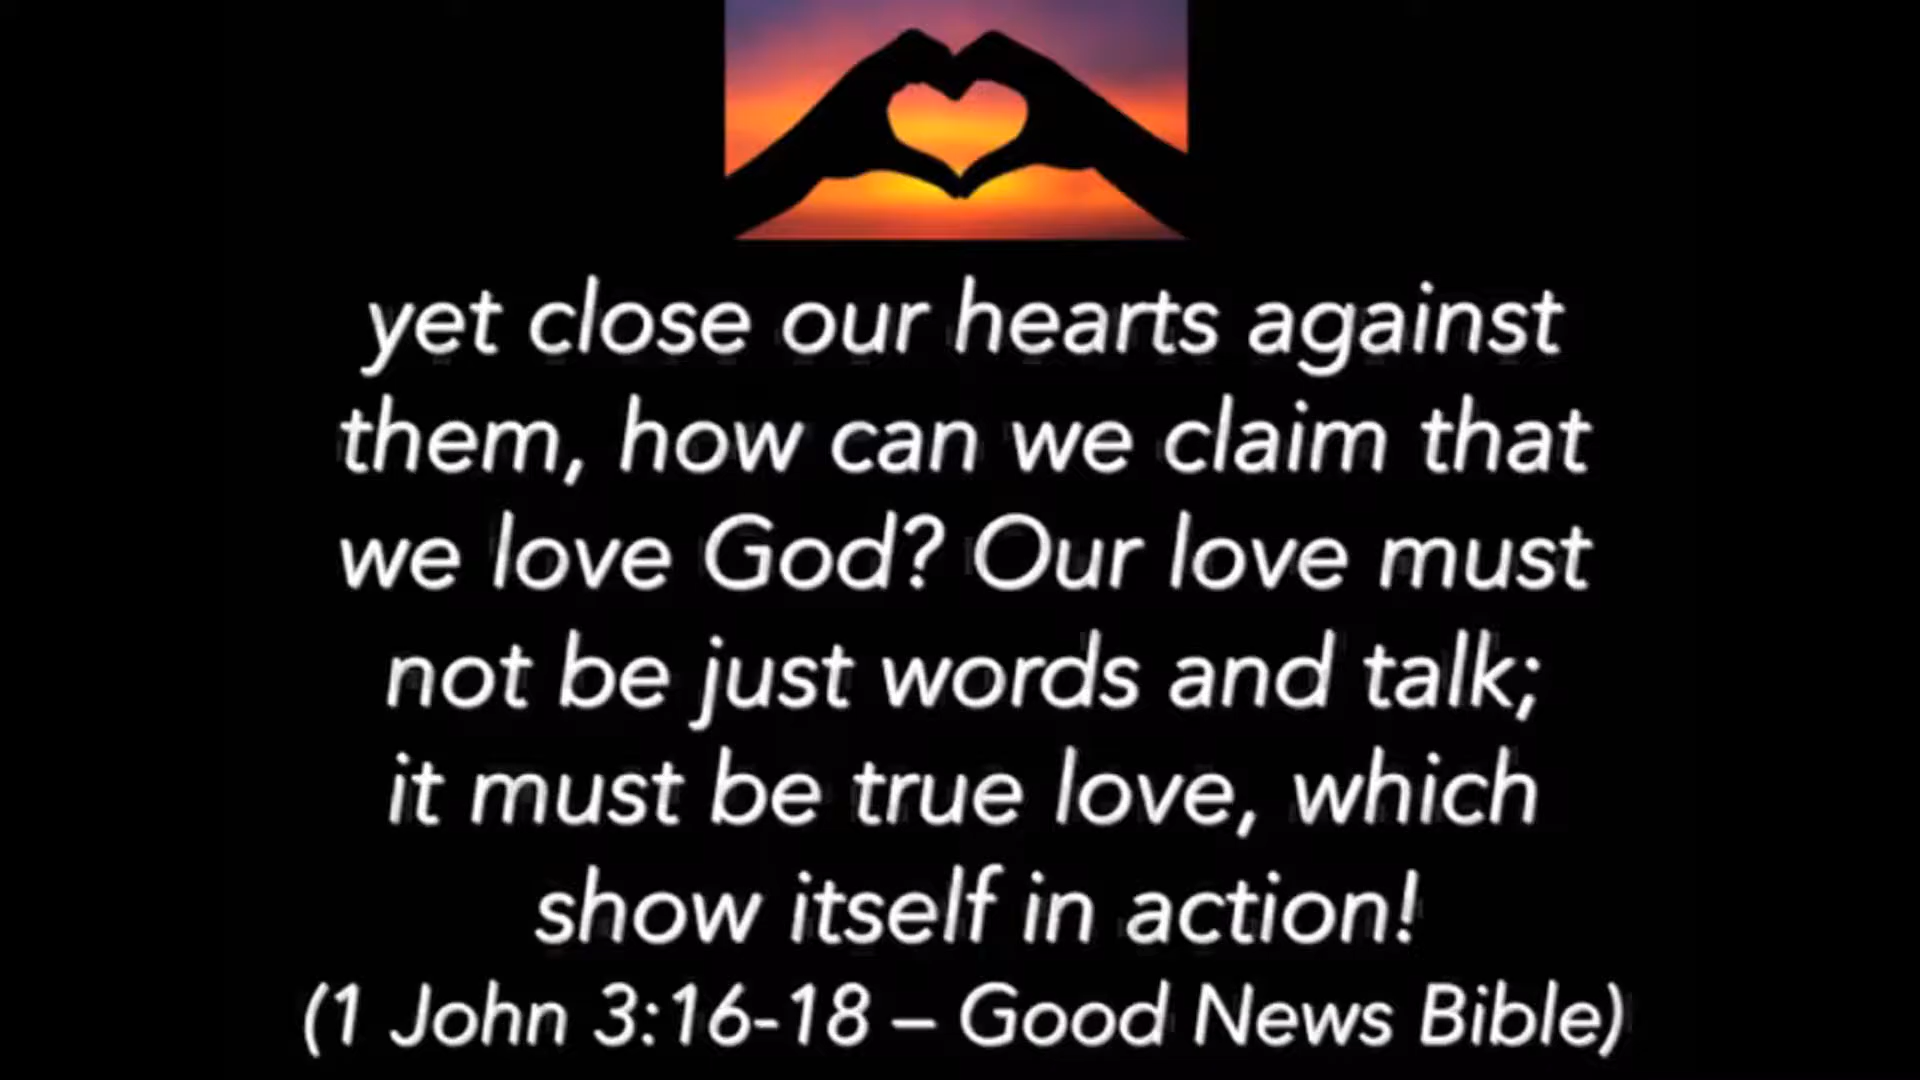 yet close our hearts against
them, how can we claim that
we love God? Our love must
not be just words and talk;
it must be true love, which
show itself in action!
(1 John 3:16-18 – Good News Bible)